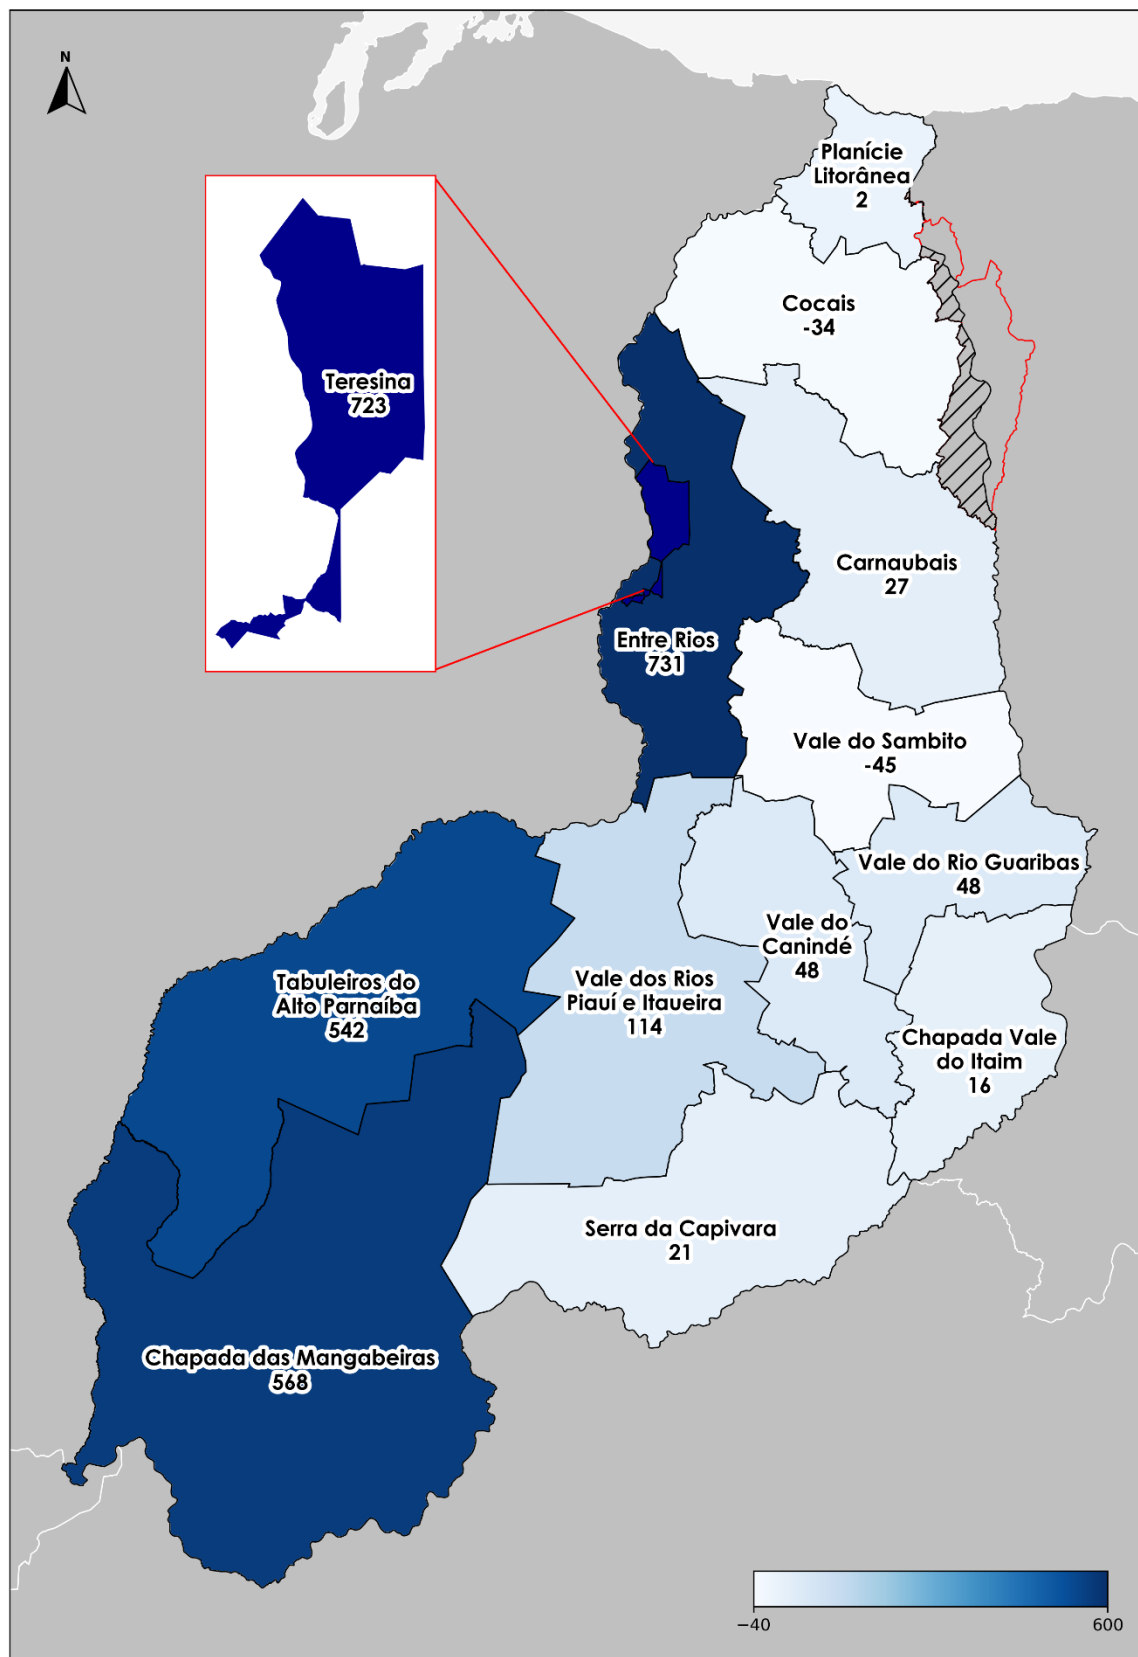 N
Planície
Litorânea
2
Cocais
-34
Teresina
723
Carnaubais
27
Entre Rios
731
Vale do Sambito
-45
Vale do Rio Guaribas
48
Vale do
Canindé
48
Tabuleiros do
Alto Parnaíba
542
Vale dos Rios
Piauí e Itaueira
114
Chapada Vale
do Itaim
16
Serra da Capivara
21
Chapada das Mangabeiras
568
−40
600